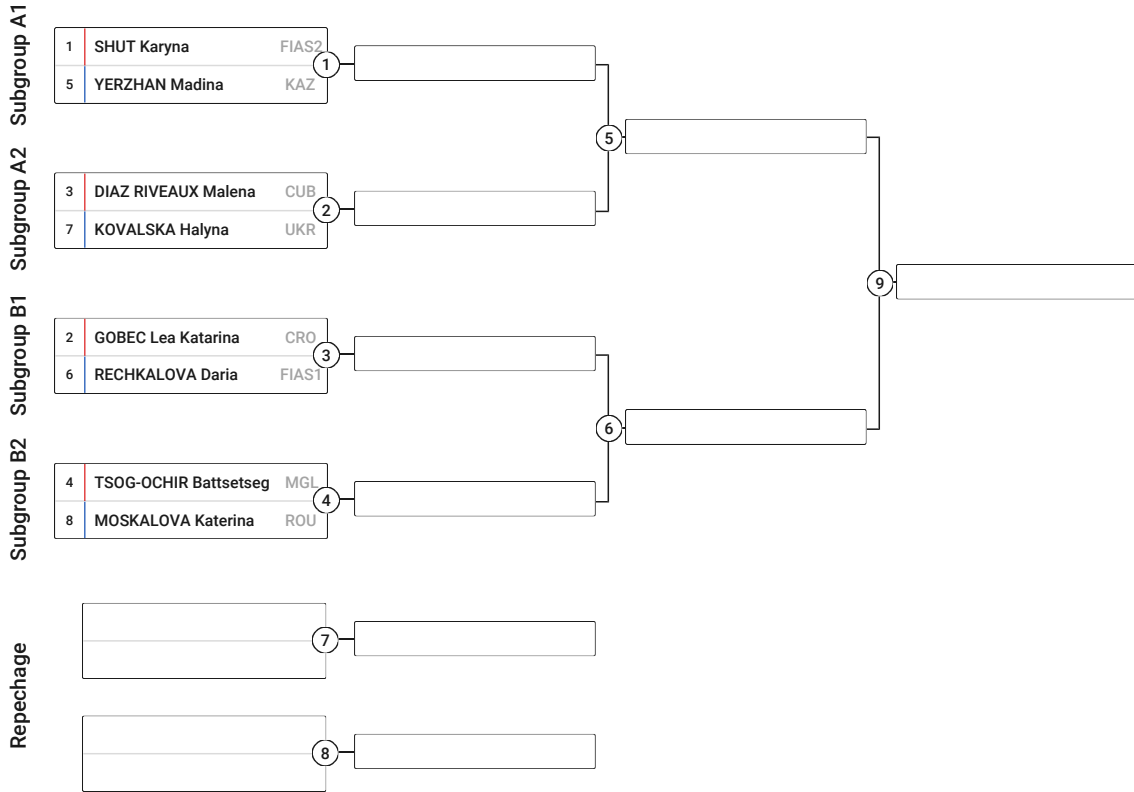 Subgroup A1
1 SHUT Karyna FIAS2
5 YERZHAN Madina KAZ
1
5
Subgroup A2
3 DIAZ RIVEAUX Malena CUB
7 KOVALSKA Halyna UKR
2
9
Subgroup B1
2 GOBEC Lea Katarina CRO
6 RECHKALOVA Daria FIAS1
3
6
Subgroup B2
4 TSOG-OCHIR Battsetseg MGL
8 MOSKALOVA Katerina ROU
4
Repechage
7
8